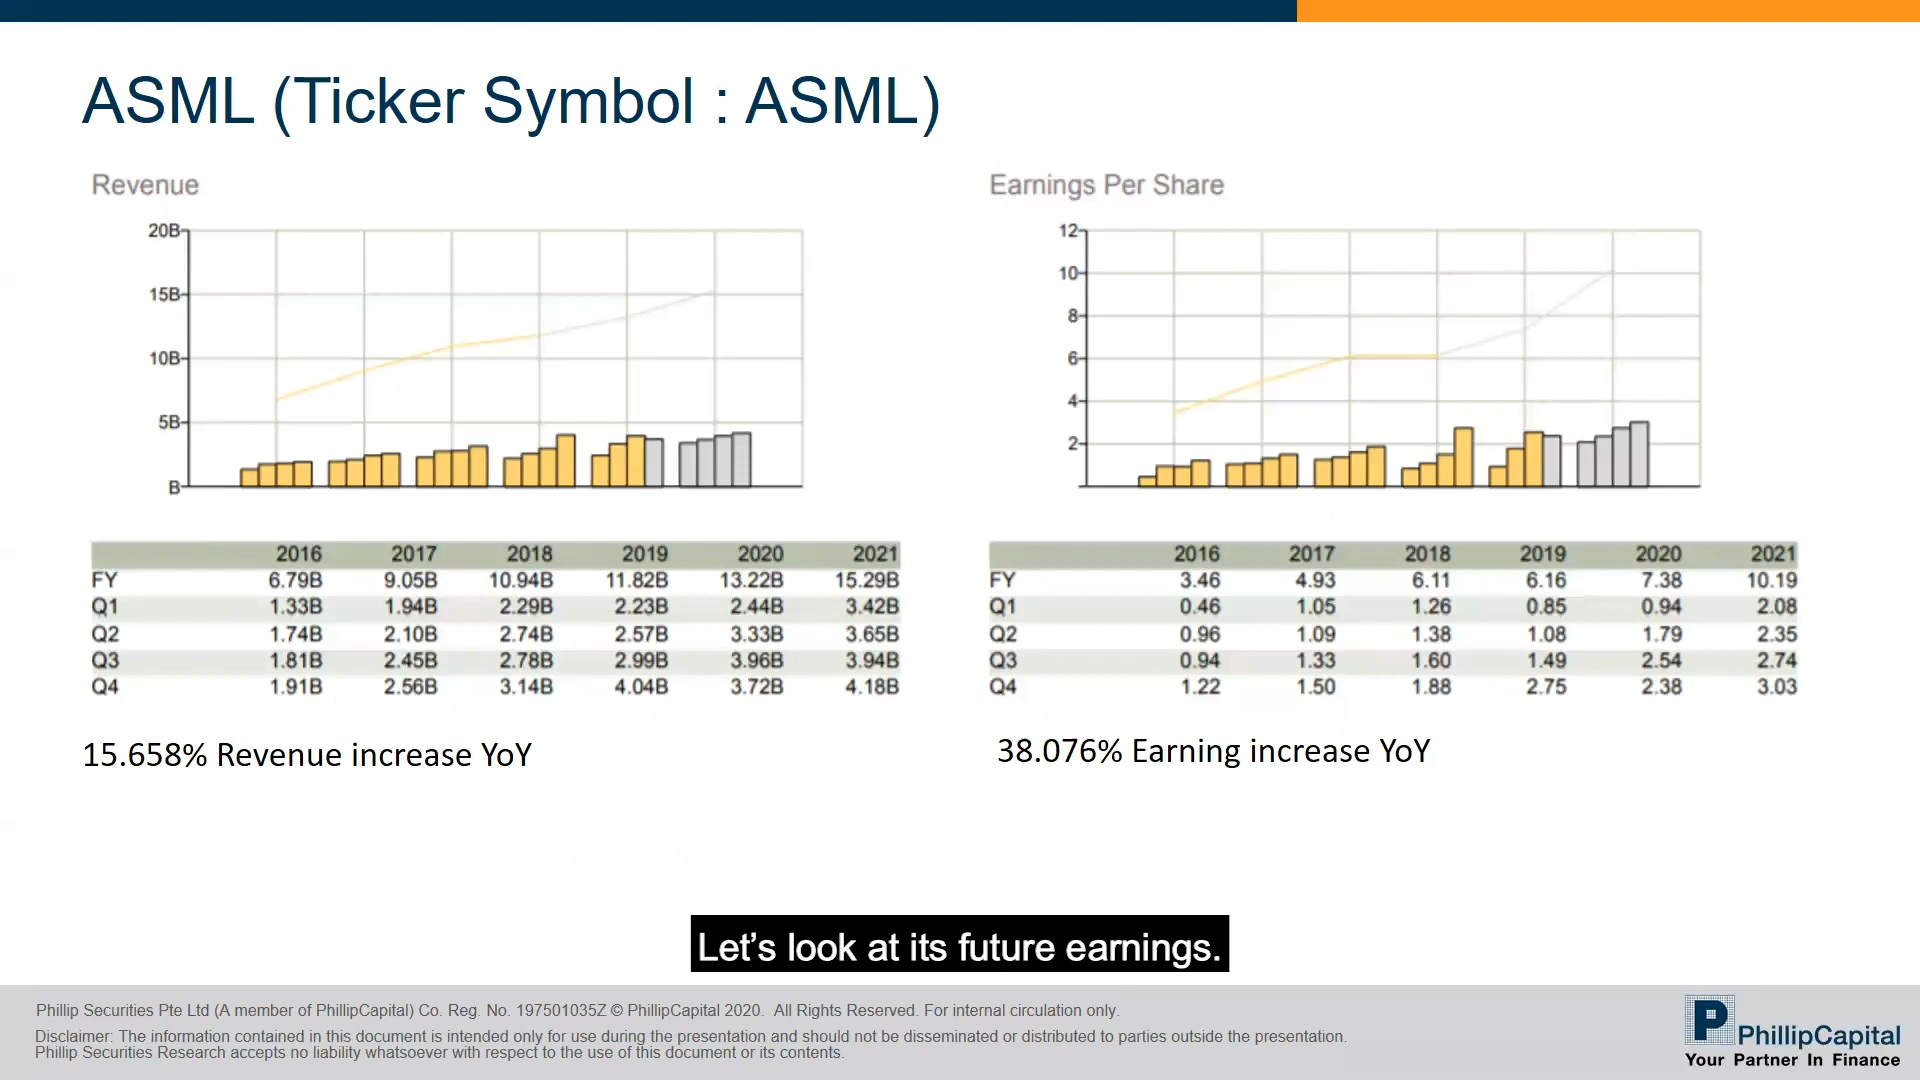 ASML (Ticker Symbol : ASML)
Revenue
20B
15B
10B
5B
B
2016 2017 2018 2019 2020 2021
FY 6.79B 9.05B 10.94B 11.82B 13.22B 15.29B
Q1 1.33B 1.94B 2.29B 2.23B 2.44B 3.42B
Q2 1.74B 2.10B 2.74B 2.57B 3.33B 3.65B
Q3 1.81B 2.45B 2.78B 2.99B 3.96B 3.94B
Q4 1.91B 2.56B 3.14B 4.04B 3.72B 4.18B
15.658% Revenue increase YoY
Earnings Per Share
12
10
8
6
4
2
2016 2017 2018 2019 2020 2021
FY 3.46 4.93 6.11 6.16 7.38 10.19
Q1 0.46 1.05 1.26 0.85 0.94 2.08
Q2 0.96 1.09 1.38 1.08 1.79 2.35
Q3 0.94 1.33 1.60 1.49 2.54 2.74
Q4 1.22 1.50 1.88 2.75 2.38 3.03
38.076% Earning increase YoY
Let's look at its future earnings.
Phillip Securities Pte Ltd (A member of PhillipCapital) Co. Reg. No. 197501035Z © PhillipCapital 2020. All Rights Reserved. For internal circulation only.
Disclaimer: The information contained in this document is intended only for use during the presentation and should not be disseminated or distributed to parties outside the presentation.
Phillip Securities Research accepts no liability whatsoever with respect to the use of this document or its contents.
P PhillipCapital
Your Partner In Finance